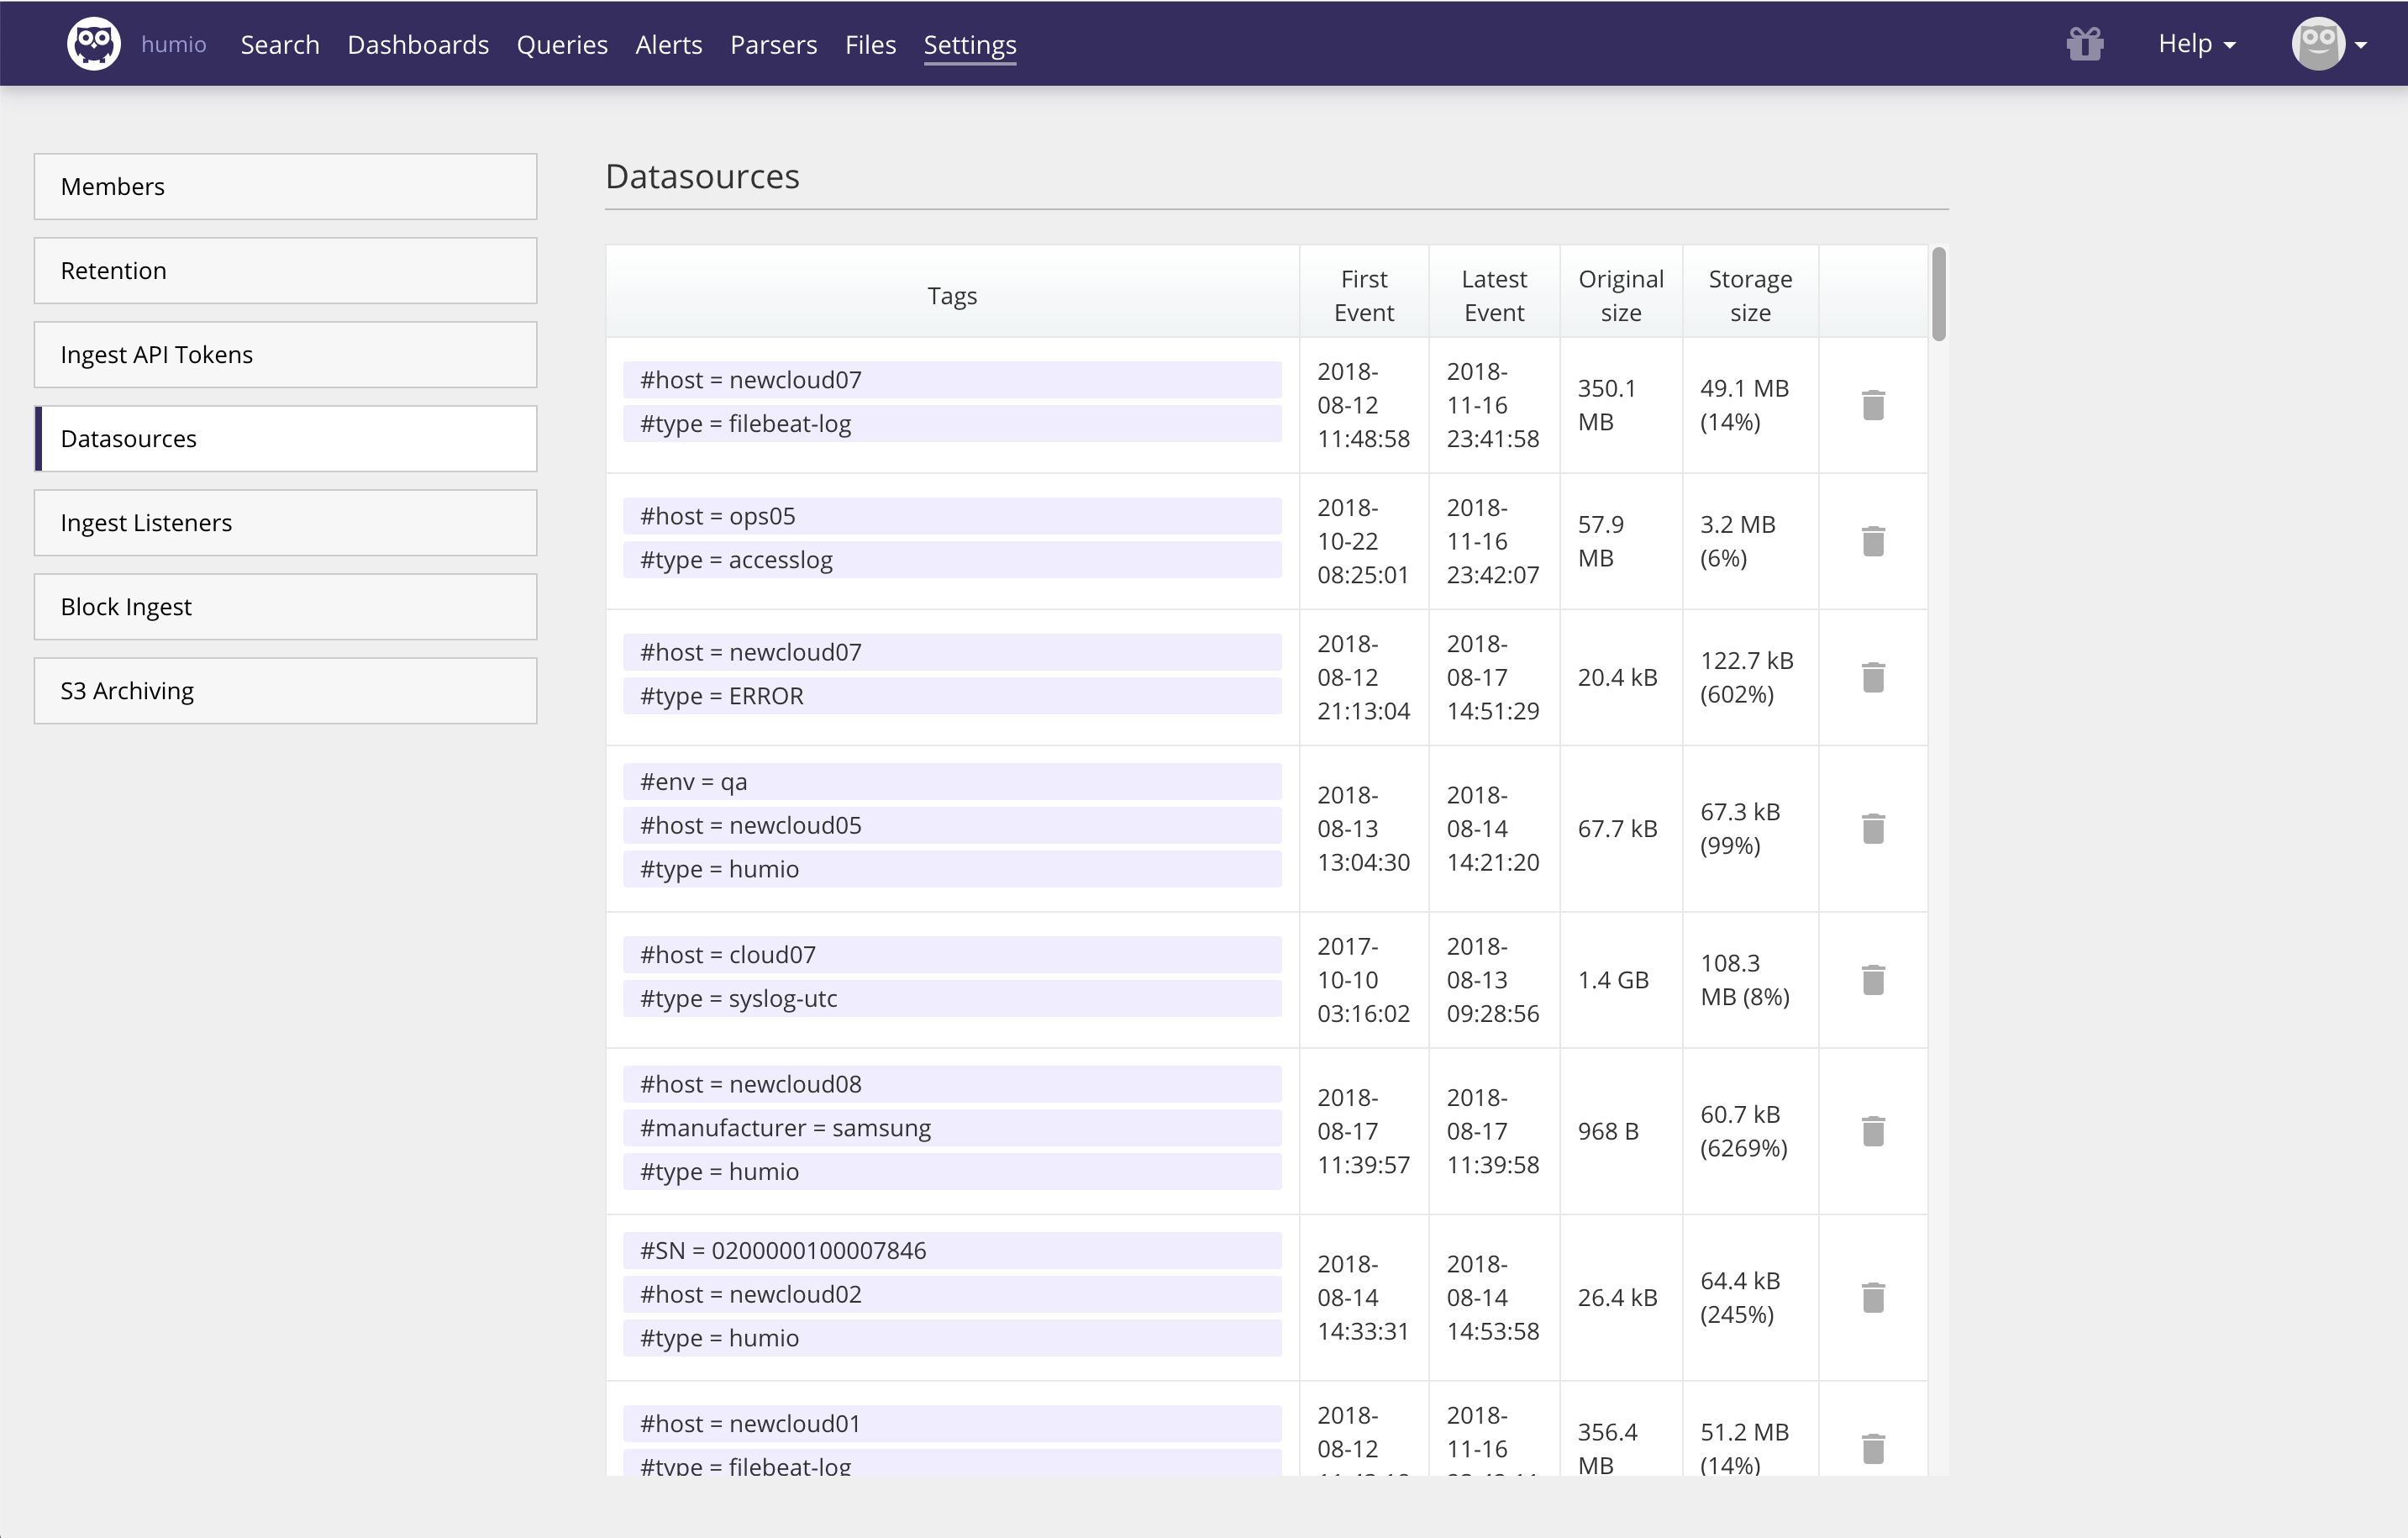 humio Search Dashboards Queries Alerts Parsers Files Settings Help
Members
Retention
Ingest API Tokens
Datasources
Ingest Listeners
Block Ingest
S3 Archiving
Datasources
Tags
First
Event
Latest
Event
Original
size
Storage
size
#host = newcloud07
#type = filebeat-log
2018-
08-12
11:48:58
2018-
11-16
23:41:58
350.1
MB
49.1 MB
(14%)
#host = ops05
#type = accesslog
2018-
10-22
08:25:01
2018-
11-16
23:42:07
57.9
MB
3.2 MB
(6%)
#host = newcloud07
#type = ERROR
2018-
08-12
21:13:04
2018-
08-17
14:51:29
20.4 kB
122.7 kB
(602%)
#env = qa
#host = newcloud05
#type = humio
2018-
08-13
13:04:30
2018-
08-14
14:21:20
67.7 kB
67.3 kB
(99%)
#host = cloud07
#type = syslog-utc
2017-
10-10
03:16:02
2018-
08-13
09:28:56
1.4 GB
108.3
MB (8%)
#host = newcloud08
#manufacturer = samsung
#type = humio
2018-
08-17
11:39:57
2018-
08-17
11:39:58
968 B
60.7 kB
(6269%)
#SN = 0200000100007846
#host = newcloud02
#type = humio
2018-
08-14
14:33:31
2018-
08-14
14:53:58
26.4 kB
64.4 kB
(245%)
#host = newcloud01
#type = filebeat-log
2018-
08-12
2018-
11-16
356.4
MB
51.2 MB
(14%)